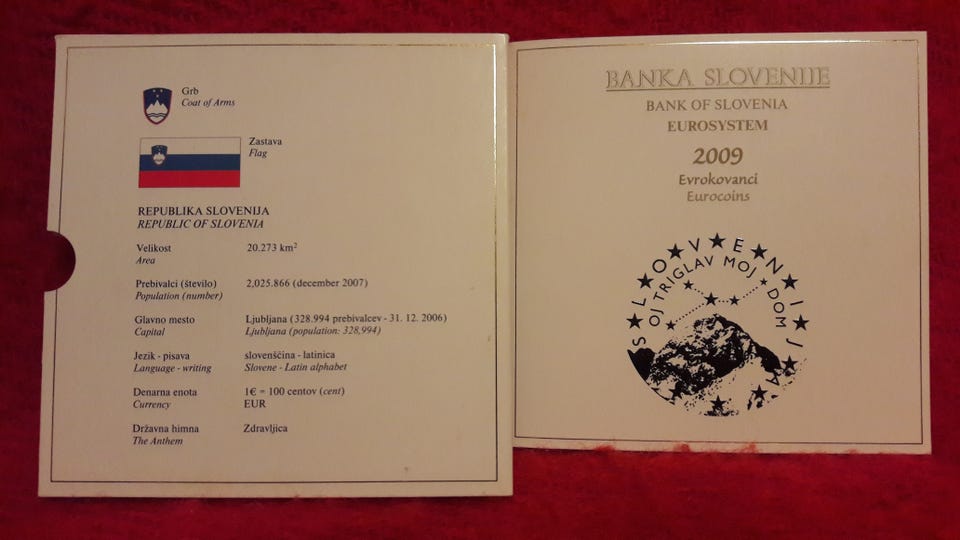 Grb
Coat of Arms
Zastava
Flag
REPUBLIKA SLOVENIJA
REPUBLIC OF SLOVENIA
Velikost 20.273 km²
Area
Prebivalci (število) 2,025.866 (december 2007)
Population (number)
Glavno mesto Ljubljana (328.994 prebivalcev - 31. 12. 2006)
Capital Ljubljana (population: 328,994)
Jezik - pisava slovenščina - latinica
Language - writing Slovene - Latin alphabet
Denarna enota 1€ = 100 centov (cent)
Currency EUR
Državna himna Zdravljica
The Anthem
BANKA SLOVENIJE
BANK OF SLOVENIA
EUROSYSTEM
2009
Evrokovanci
Eurocoins
SLOVENIJA
OJ TRIGLAV MOJ DOM